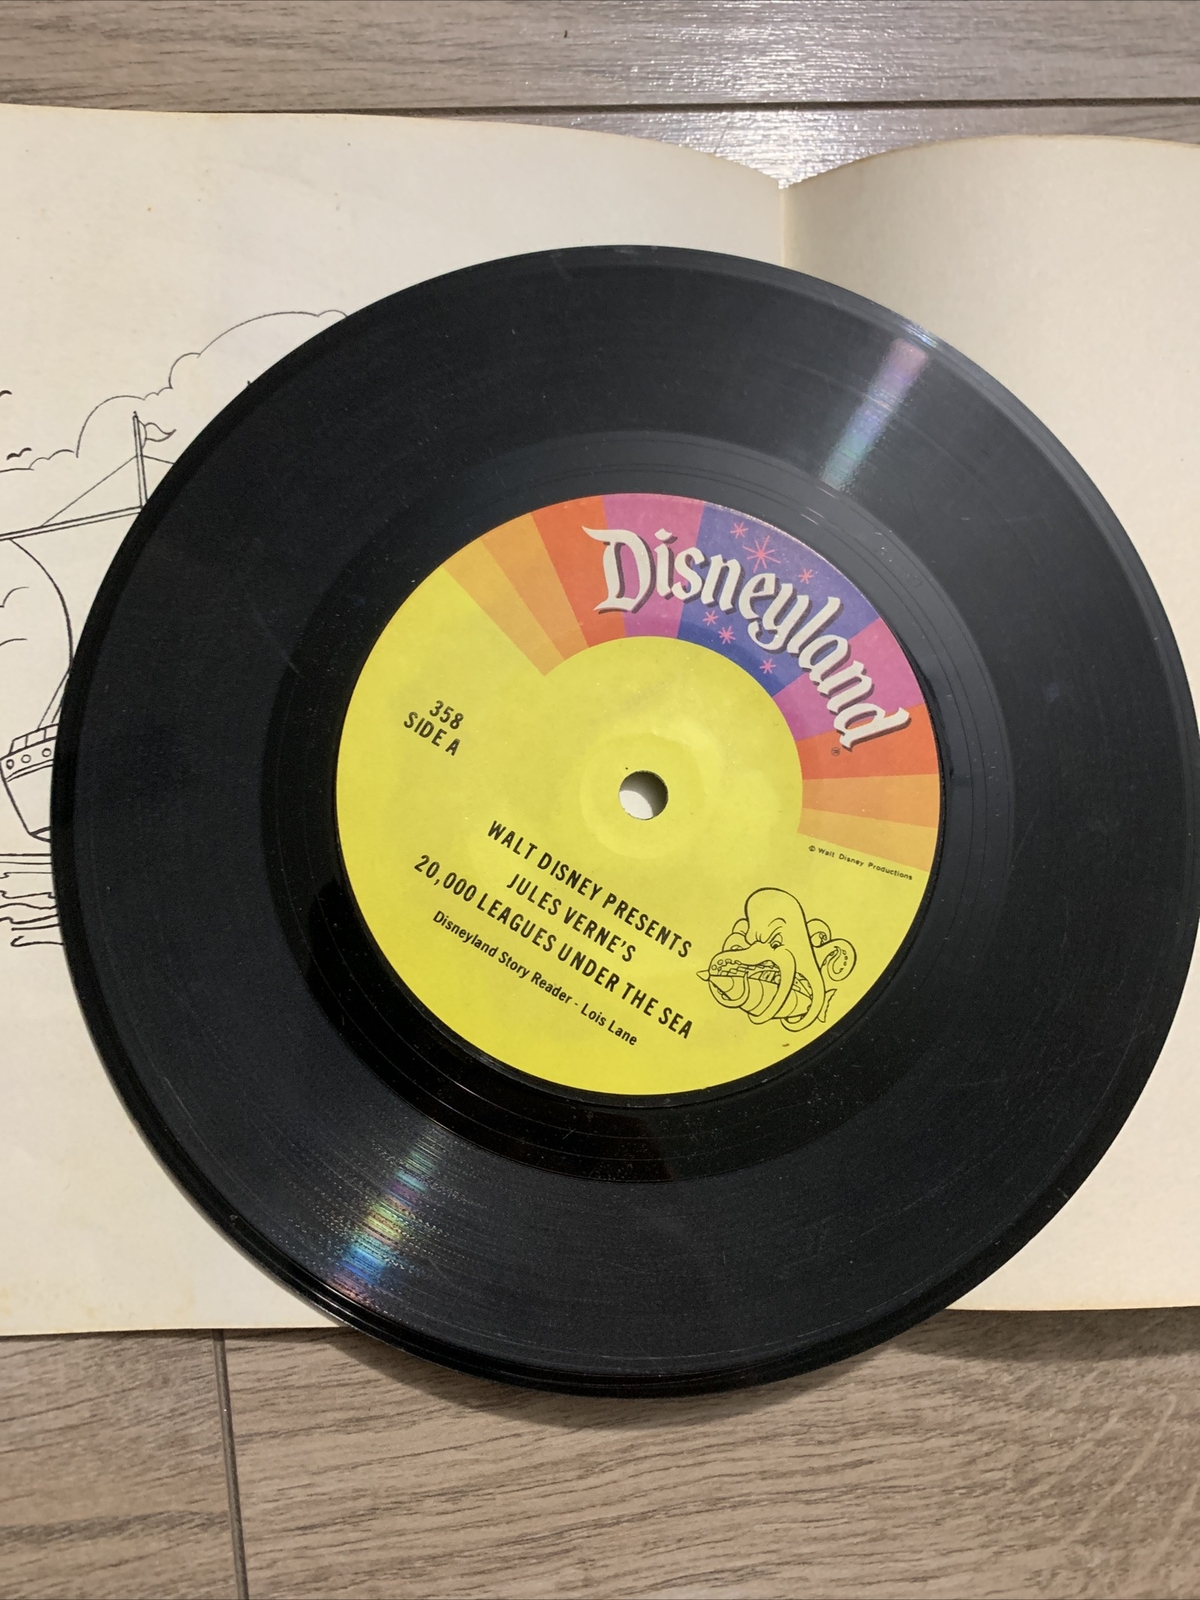 Disneyland
®
358
SIDE A
© Walt Disney Productions
WALT DISNEY PRESENTS
JULES VERNE'S
20,000 LEAGUES UNDER THE SEA
Disneyland Story Reader - Lois Lane